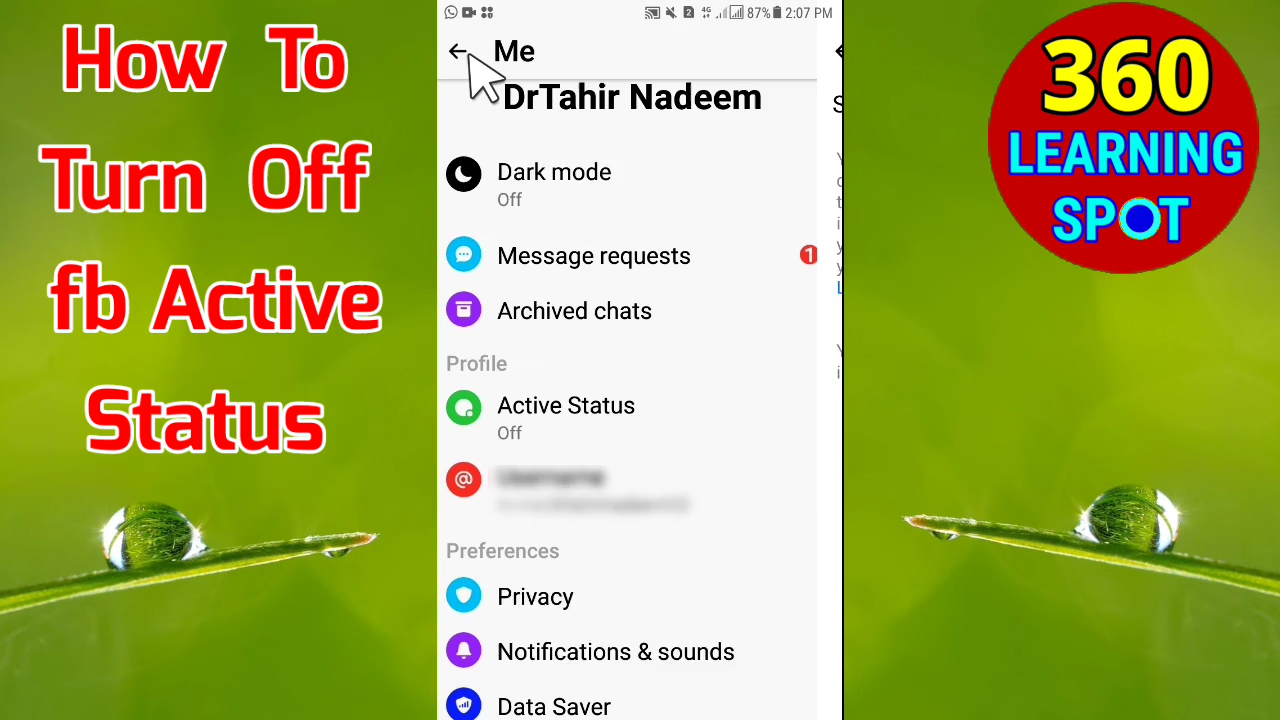 How To
Turn Off
fb Active
Status
87% 2:07 PM
Me
DrTahir Nadeem
Dark mode
Off
Message requests
1
Archived chats
Profile
Active Status
Off
Username
Preferences
Privacy
Notifications & sounds
Data Saver
360
LEARNING
SPOT